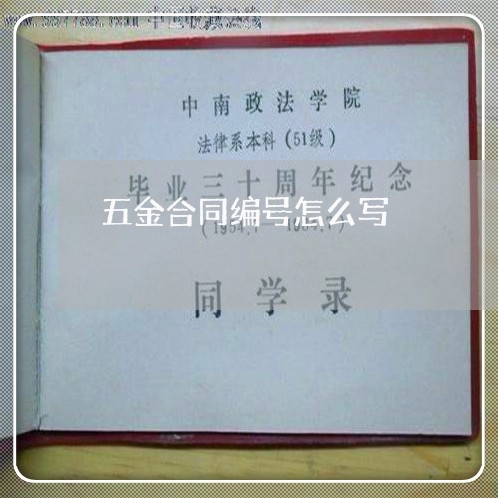 中南政法学院
法律系本科（51级）
毕业三十周年纪念
五金合同编号怎么写
同学录